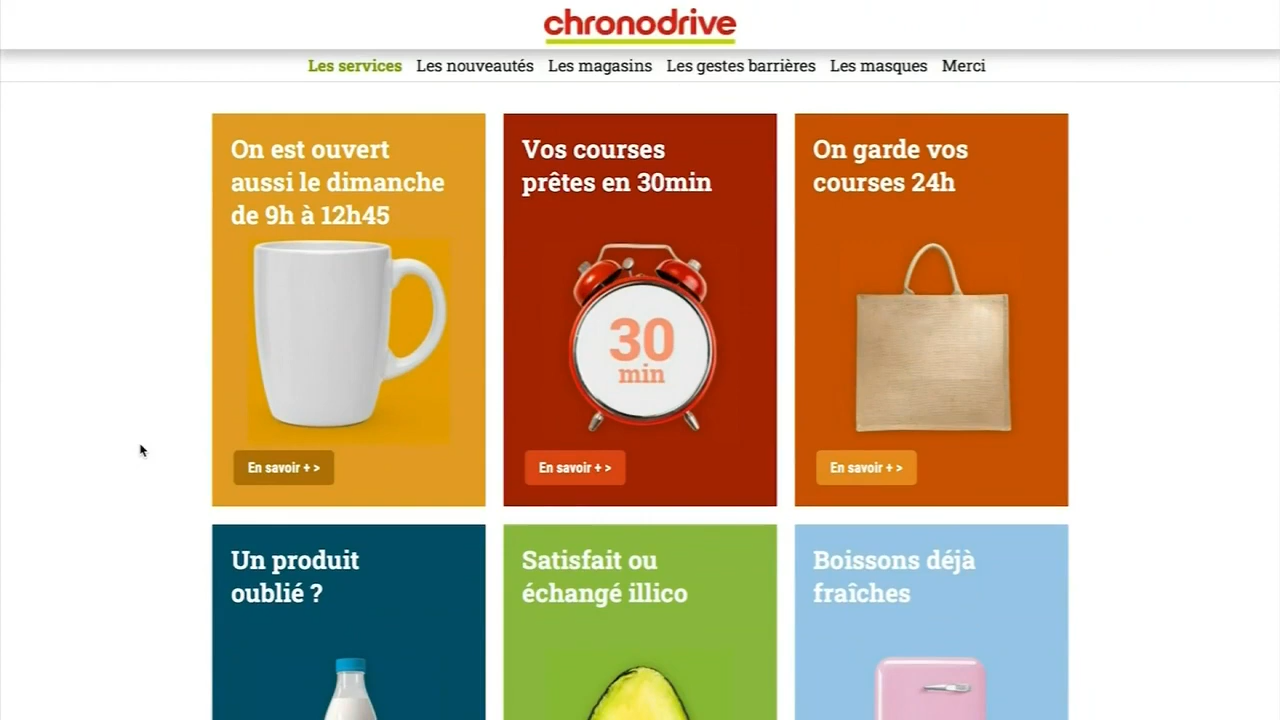 chronodrive
Les services Les nouveautés Les magasins Les gestes barrières Les masques Merci
On est ouvert
aussi le dimanche
de 9h à 12h45
En savoir + >
Vos courses
prêtes en 30min
30
min
En savoir + >
On garde vos
courses 24h
En savoir + >
Un produit
oublié ?
Satisfait ou
échangé illico
Boissons déjà
fraîches